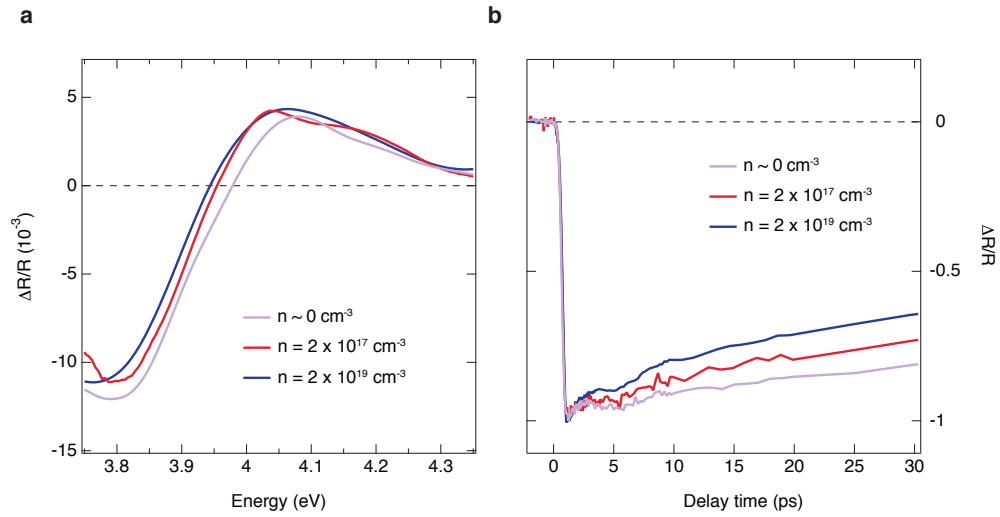 a
b
5
0
-5
-10
-15
ΔR/R (10⁻³)
3.8
3.9
4
4.1
4.2
4.3
Energy (eV)
n ~ 0 cm⁻³
n = 2 x 10¹⁷ cm⁻³
n = 2 x 10¹⁹ cm⁻³
0
-0.5
-1
ΔR/R
0
5
10
15
20
25
30
Delay time (ps)
n ~ 0 cm⁻³
n = 2 x 10¹⁷ cm⁻³
n = 2 x 10¹⁹ cm⁻³